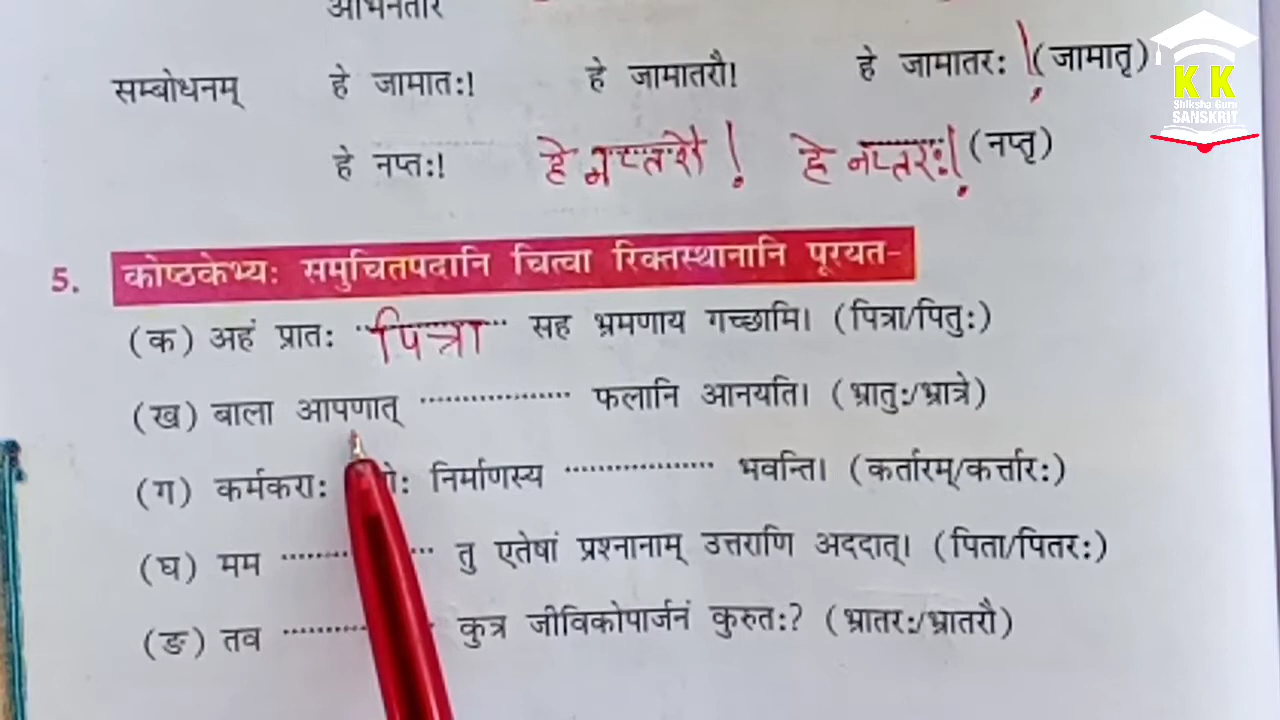 अभिनेतारि
सम्बोधनम् हे जामातः! हे जामातरौ! हे जामातरः! (जामातृ)
हे नप्तः! हे नप्तरौ! हे नप्तरः! (नप्तृ)
5. कोष्ठकेभ्यः समुचितपदानि चित्वा रिक्तस्थानानि पूरयत-
(क) अहं प्रातः पित्रा सह भ्रमणाय गच्छामि। (पित्रा/पितुः)
(ख) बाला आपणात् .................. फलानि आनयति। (भ्रातुः/भ्रात्रे)
(ग) कर्मकराः निर्माणस्य .................. भवन्ति। (कर्तारम्/कर्त्तारः)
(घ) मम .................. तु एतेषां प्रश्नानाम् उत्तराणि अददात्। (पिता/पितरः)
(ङ) तव .................. कुत्र जीविकोपार्जनं कुरुतः? (भ्रातरः/भ्रातरौ)
K K
Shiksha Guru
SANSKRIT